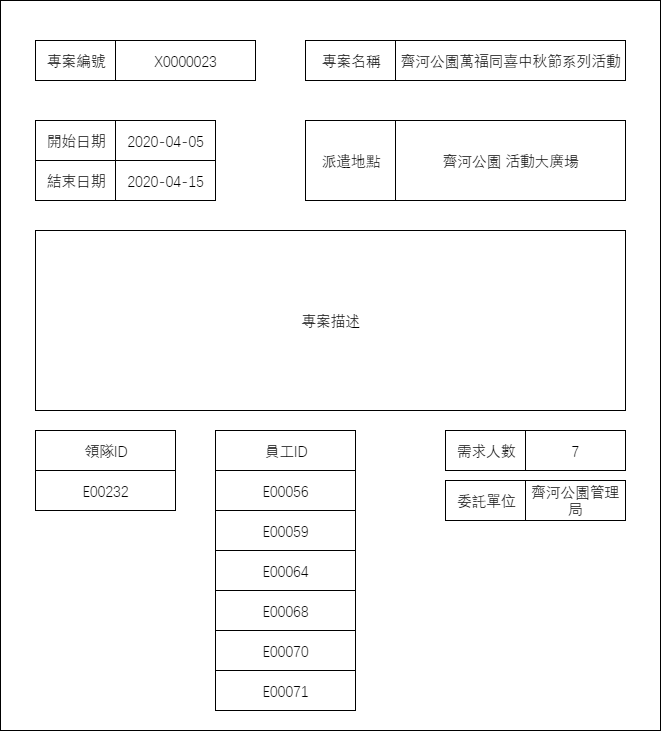 專案編號 X0000023 專案名稱 齊河公園萬福同喜中秋節系列活動
開始日期 2020-04-05
結束日期 2020-04-15
派遣地點 齊河公園 活動大廣場
專案描述
領隊ID
E00232
員工ID
E00056
E00059
E00064
E00068
E00070
E00071
需求人數 7
委託單位 齊河公園管理
局